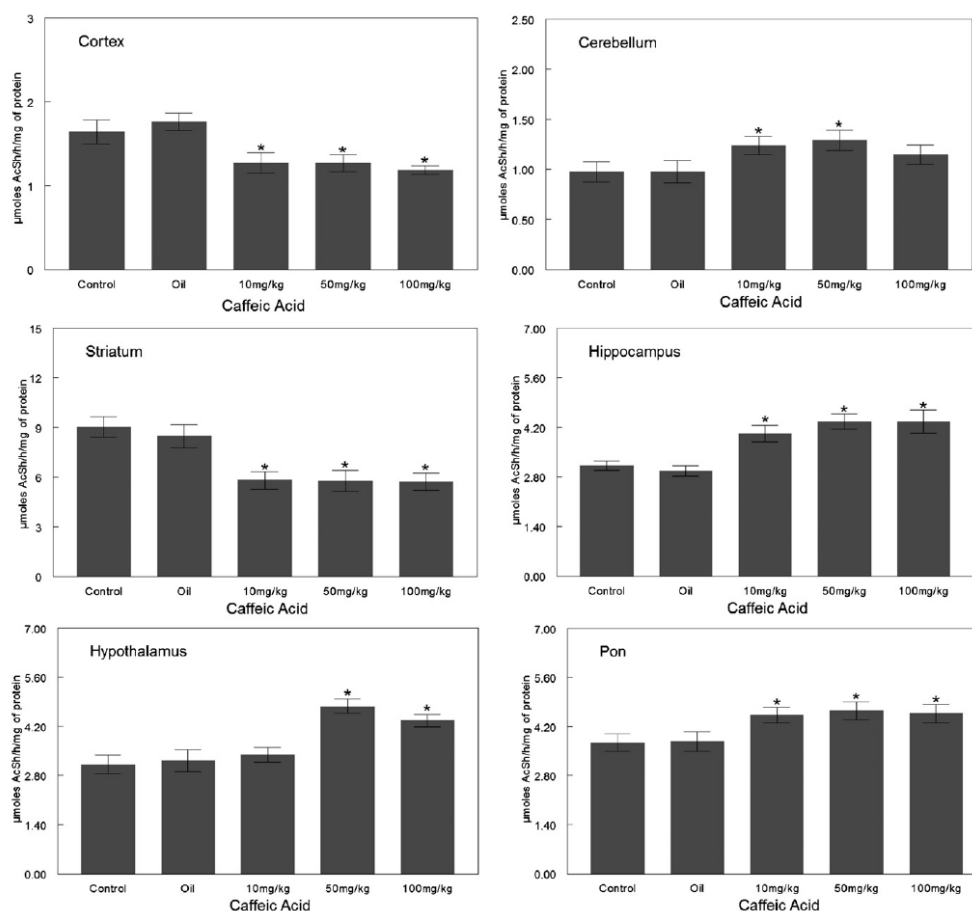 Cortex
µmoles AcSh/h/mg of protein
3
2
1
0
* * *
Control Oil 10mg/kg 50mg/kg 100mg/kg
Caffeic Acid
Cerebellum
µmoles AcSh/h/mg of protein
2.50
2.00
1.50
1.00
0.50
0.00
* *
Control Oil 10mg/kg 50mg/kg 100mg/kg
Caffeic Acid
Striatum
µmoles AcSh/h/mg of protein
15
12
9
6
3
0
* * *
Control Oil 10mg/kg 50mg/kg 100mg/kg
Caffeic Acid
Hippocampus
µmoles AcSh/h/mg of protein
7.00
5.60
4.20
2.80
1.40
0.00
* * *
Control Oil 10mg/kg 50mg/kg 100mg/kg
Caffeic Acid
Hypothalamus
µmoles AcSh/h/mg of protein
7.00
5.60
4.20
2.80
1.40
0.00
* *
Control Oil 10mg/kg 50mg/kg 100mg/kg
Caffeic Acid
Pon
µmoles AcSh/h/mg of protein
7.00
5.60
4.20
2.80
1.40
0.00
* * *
Control Oil 10mg/kg 50mg/kg 100mg/kg
Caffeic Acid